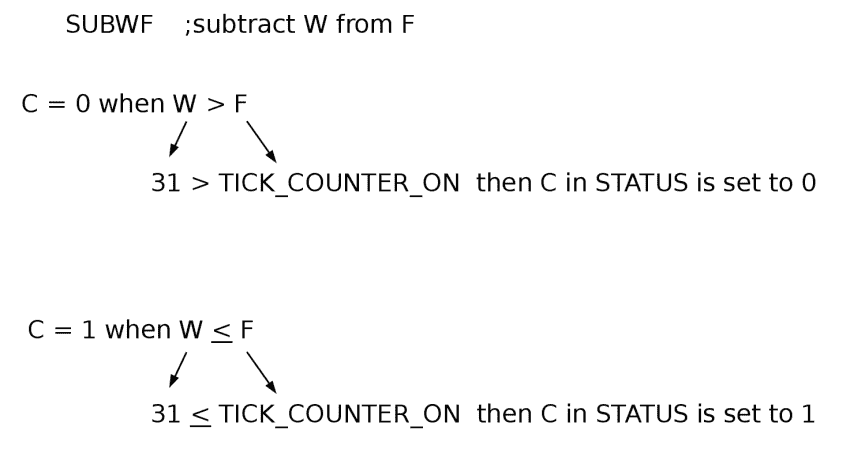 SUBWF ;subtract W from F
C = 0 when W > F
31 > TICK_COUNTER_ON then C in STATUS is set to 0
C = 1 when W ≤ F
31 ≤ TICK_COUNTER_ON then C in STATUS is set to 1